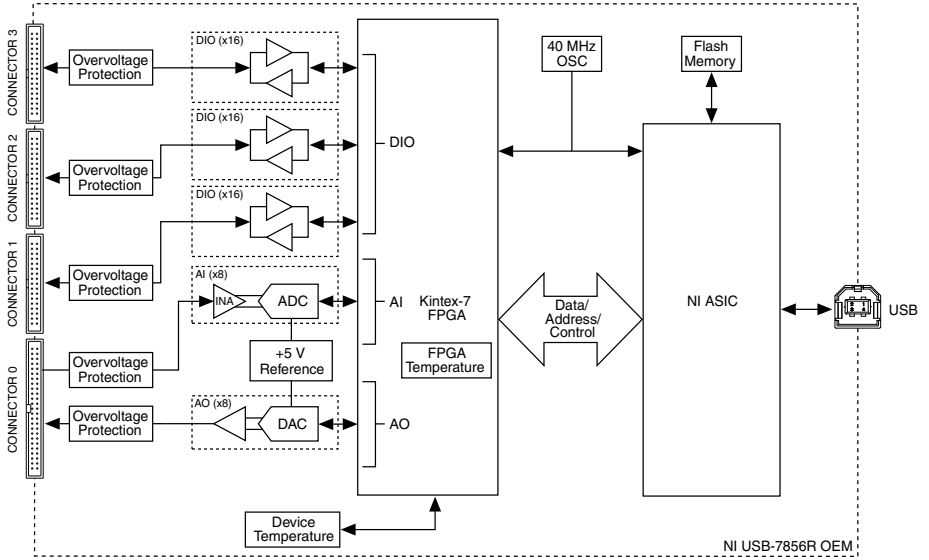 CONNECTOR 3
Overvoltage
Protection
DIO (x16)
DIO (x16)
DIO (x16)
DIO
40 MHz
OSC
Flash
Memory
CONNECTOR 2
Overvoltage
Protection
CONNECTOR 1
Overvoltage
Protection
AI (x8)
INA
ADC
AI
Kintex-7
FPGA
Data/
Address/
Control
NI ASIC
USB
+5 V
Reference
FPGA
Temperature
CONNECTOR 0
Overvoltage
Protection
Overvoltage
Protection
AO (x8)
DAC
AO
Device
Temperature
NI USB-7856R OEM